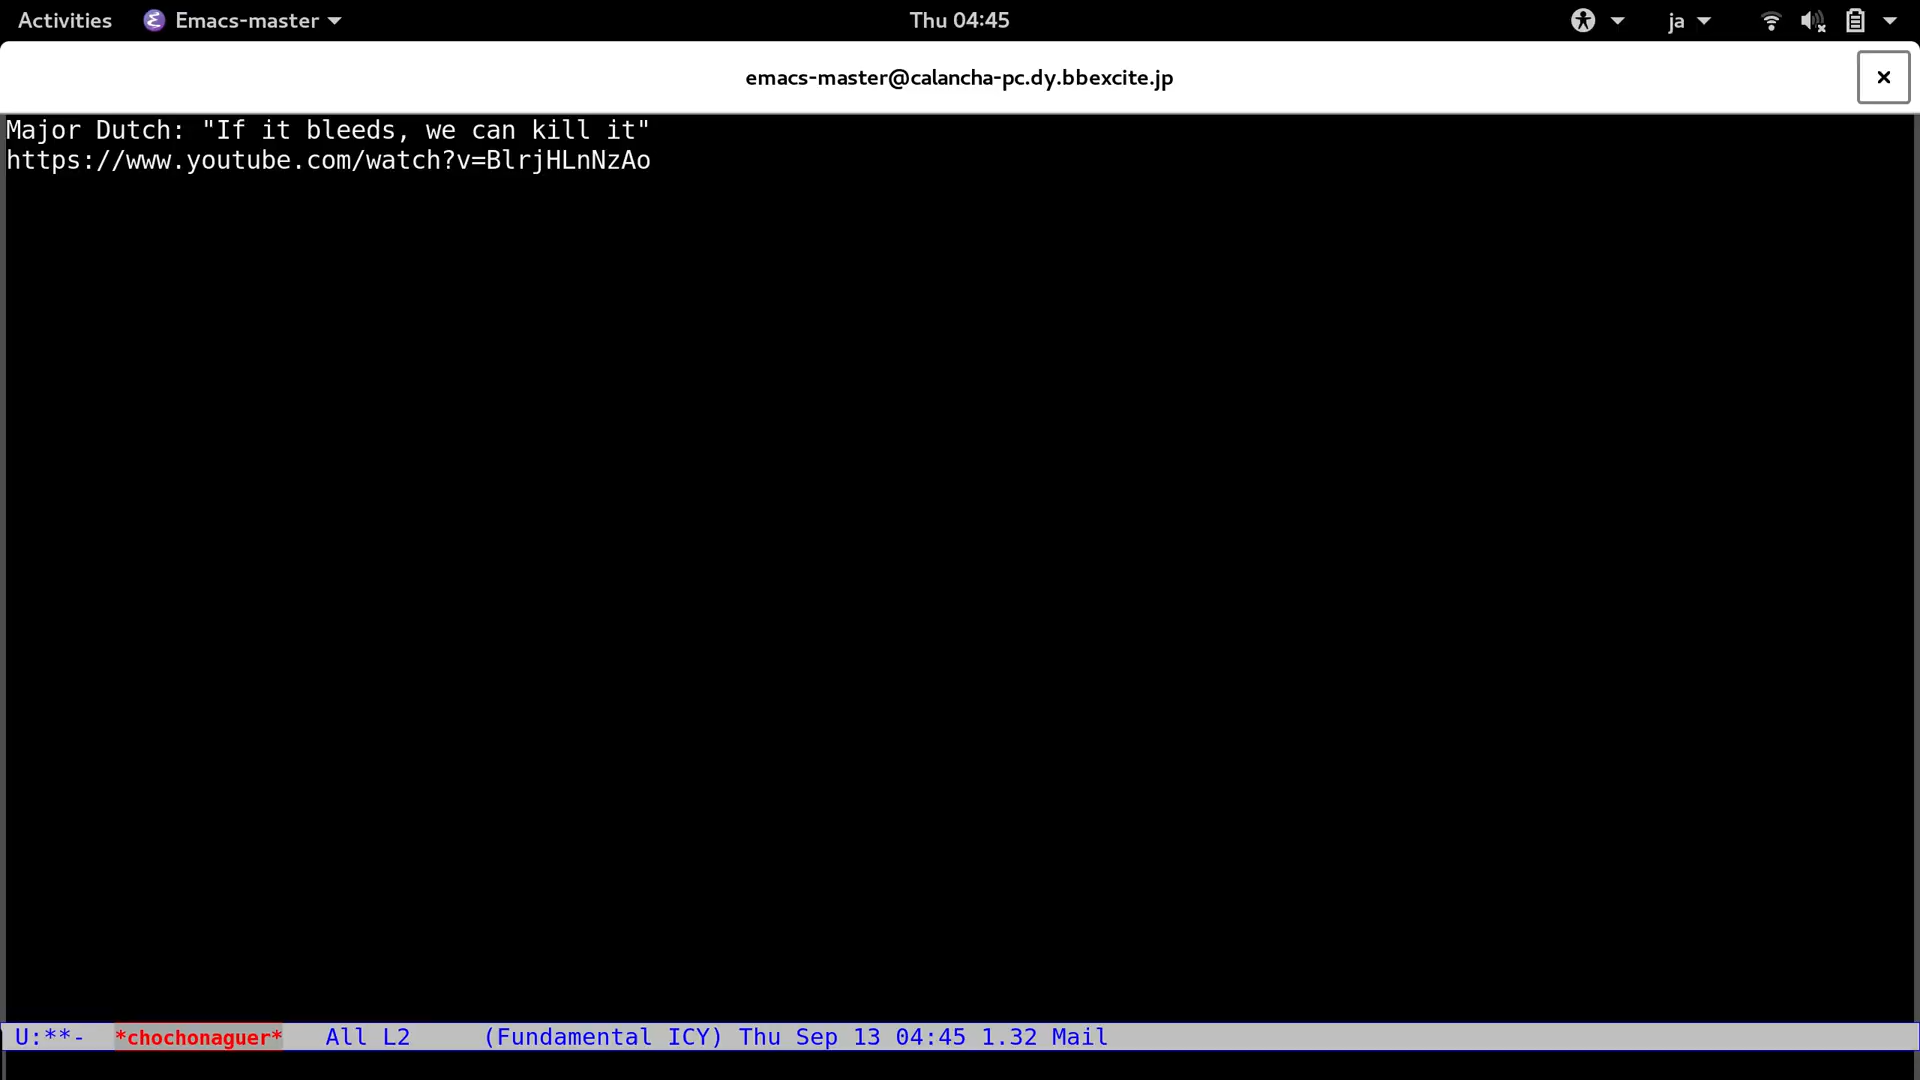 Activities Emacs-master Thu 04:45 ja
emacs-master@calancha-pc.dy.bbexcite.jp
Major Dutch: "If it bleeds, we can kill it"
https://www.youtube.com/watch?v=BlrjHLnNzAo
U:**- *chochonaguer* All L2 (Fundamental ICY) Thu Sep 13 04:45 1.32 Mail